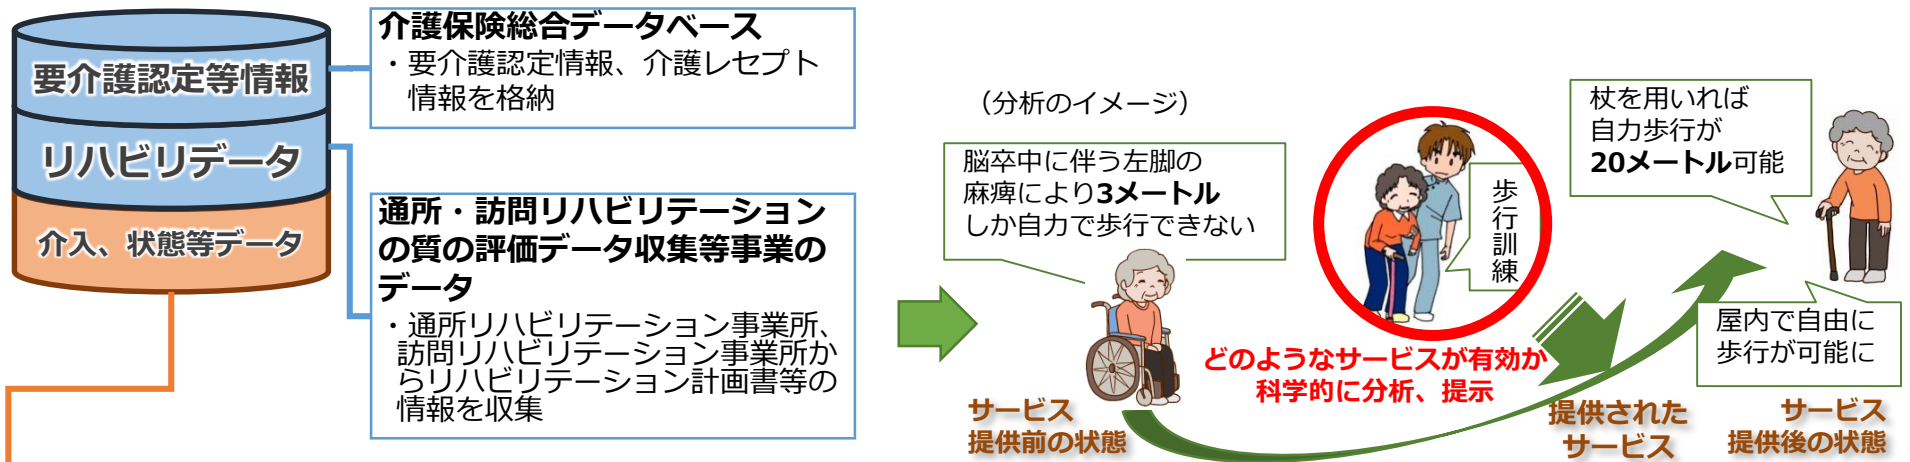 要介護認定等情報
リハビリデータ
介入、状態等データ
介護保険総合データベース
・要介護認定情報、介護レセプト
情報を格納
通所・訪問リハビリテーション
の質の評価データ収集等事業の
データ
・通所リハビリテーション事業所、
訪問リハビリテーション事業所か
らリハビリテーション計画書等の
情報を収集
（分析のイメージ）
脳卒中に伴う左脚の
麻痺により3メートル
しか自力で歩行できない
歩行訓練
杖を用いれば
自力歩行が
20メートル可能
屋内で自由に
歩行が可能に
どのようなサービスが有効か
科学的に分析、提示
サービス
提供前の状態
提供された
サービス
サービス
提供後の状態